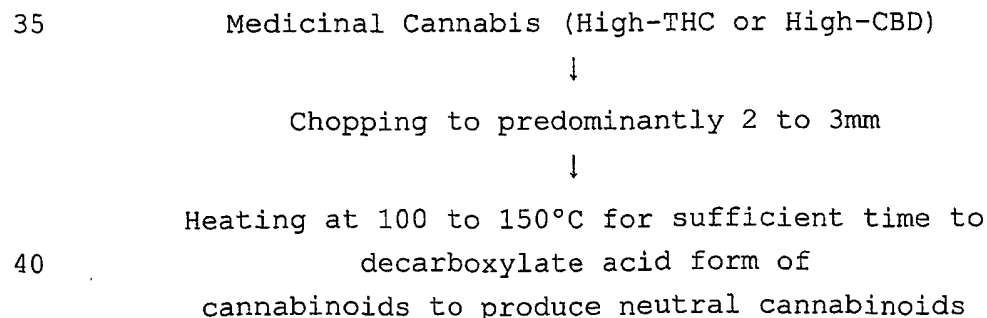 35 Medicinal Cannabis (High-THC or High-CBD)
↓
Chopping to predominantly 2 to 3mm
↓
Heating at 100 to 150°C for sufficient time to
40 decarboxylate acid form of
cannabinoids to produce neutral cannabinoids